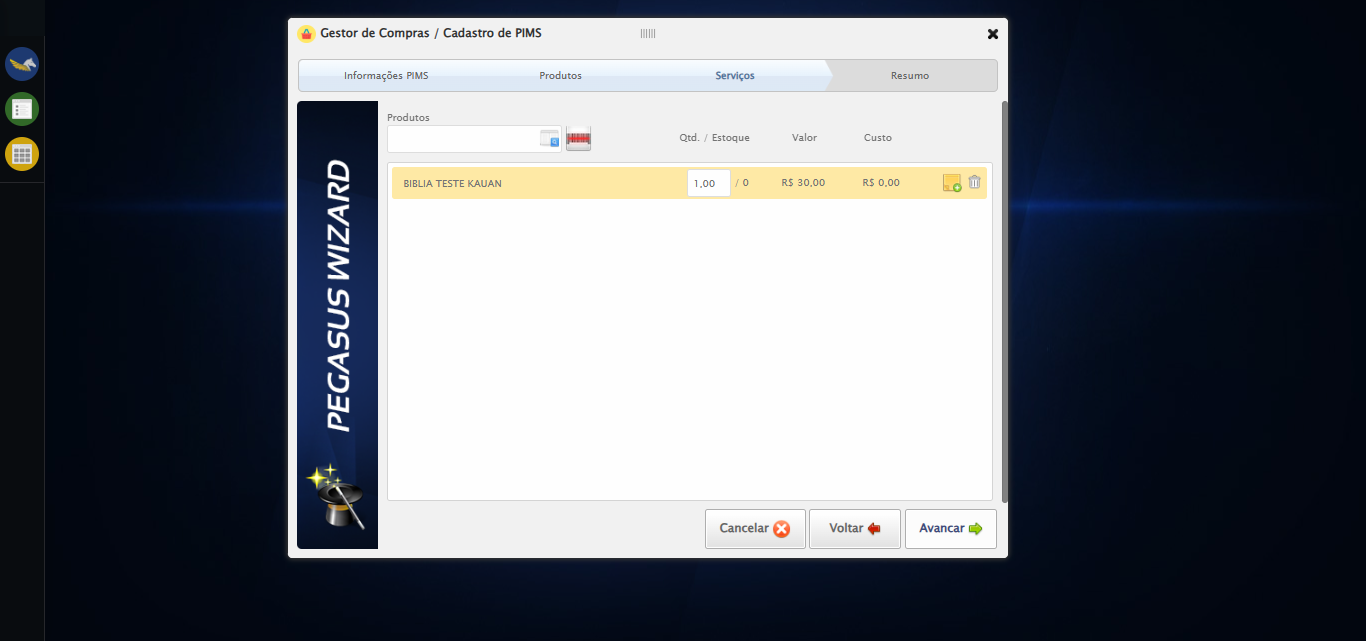 Gestor de Compras / Cadastro de PIMS
Informações PIMS
Produtos
Serviços
Resumo
Produtos
Qtd. / Estoque
Valor
Custo
BIBLIA TESTE KAUAN
1,00
/ 0
R$ 30,00
R$ 0,00
PEGASUS WIZARD
Cancelar
Voltar
Avancar